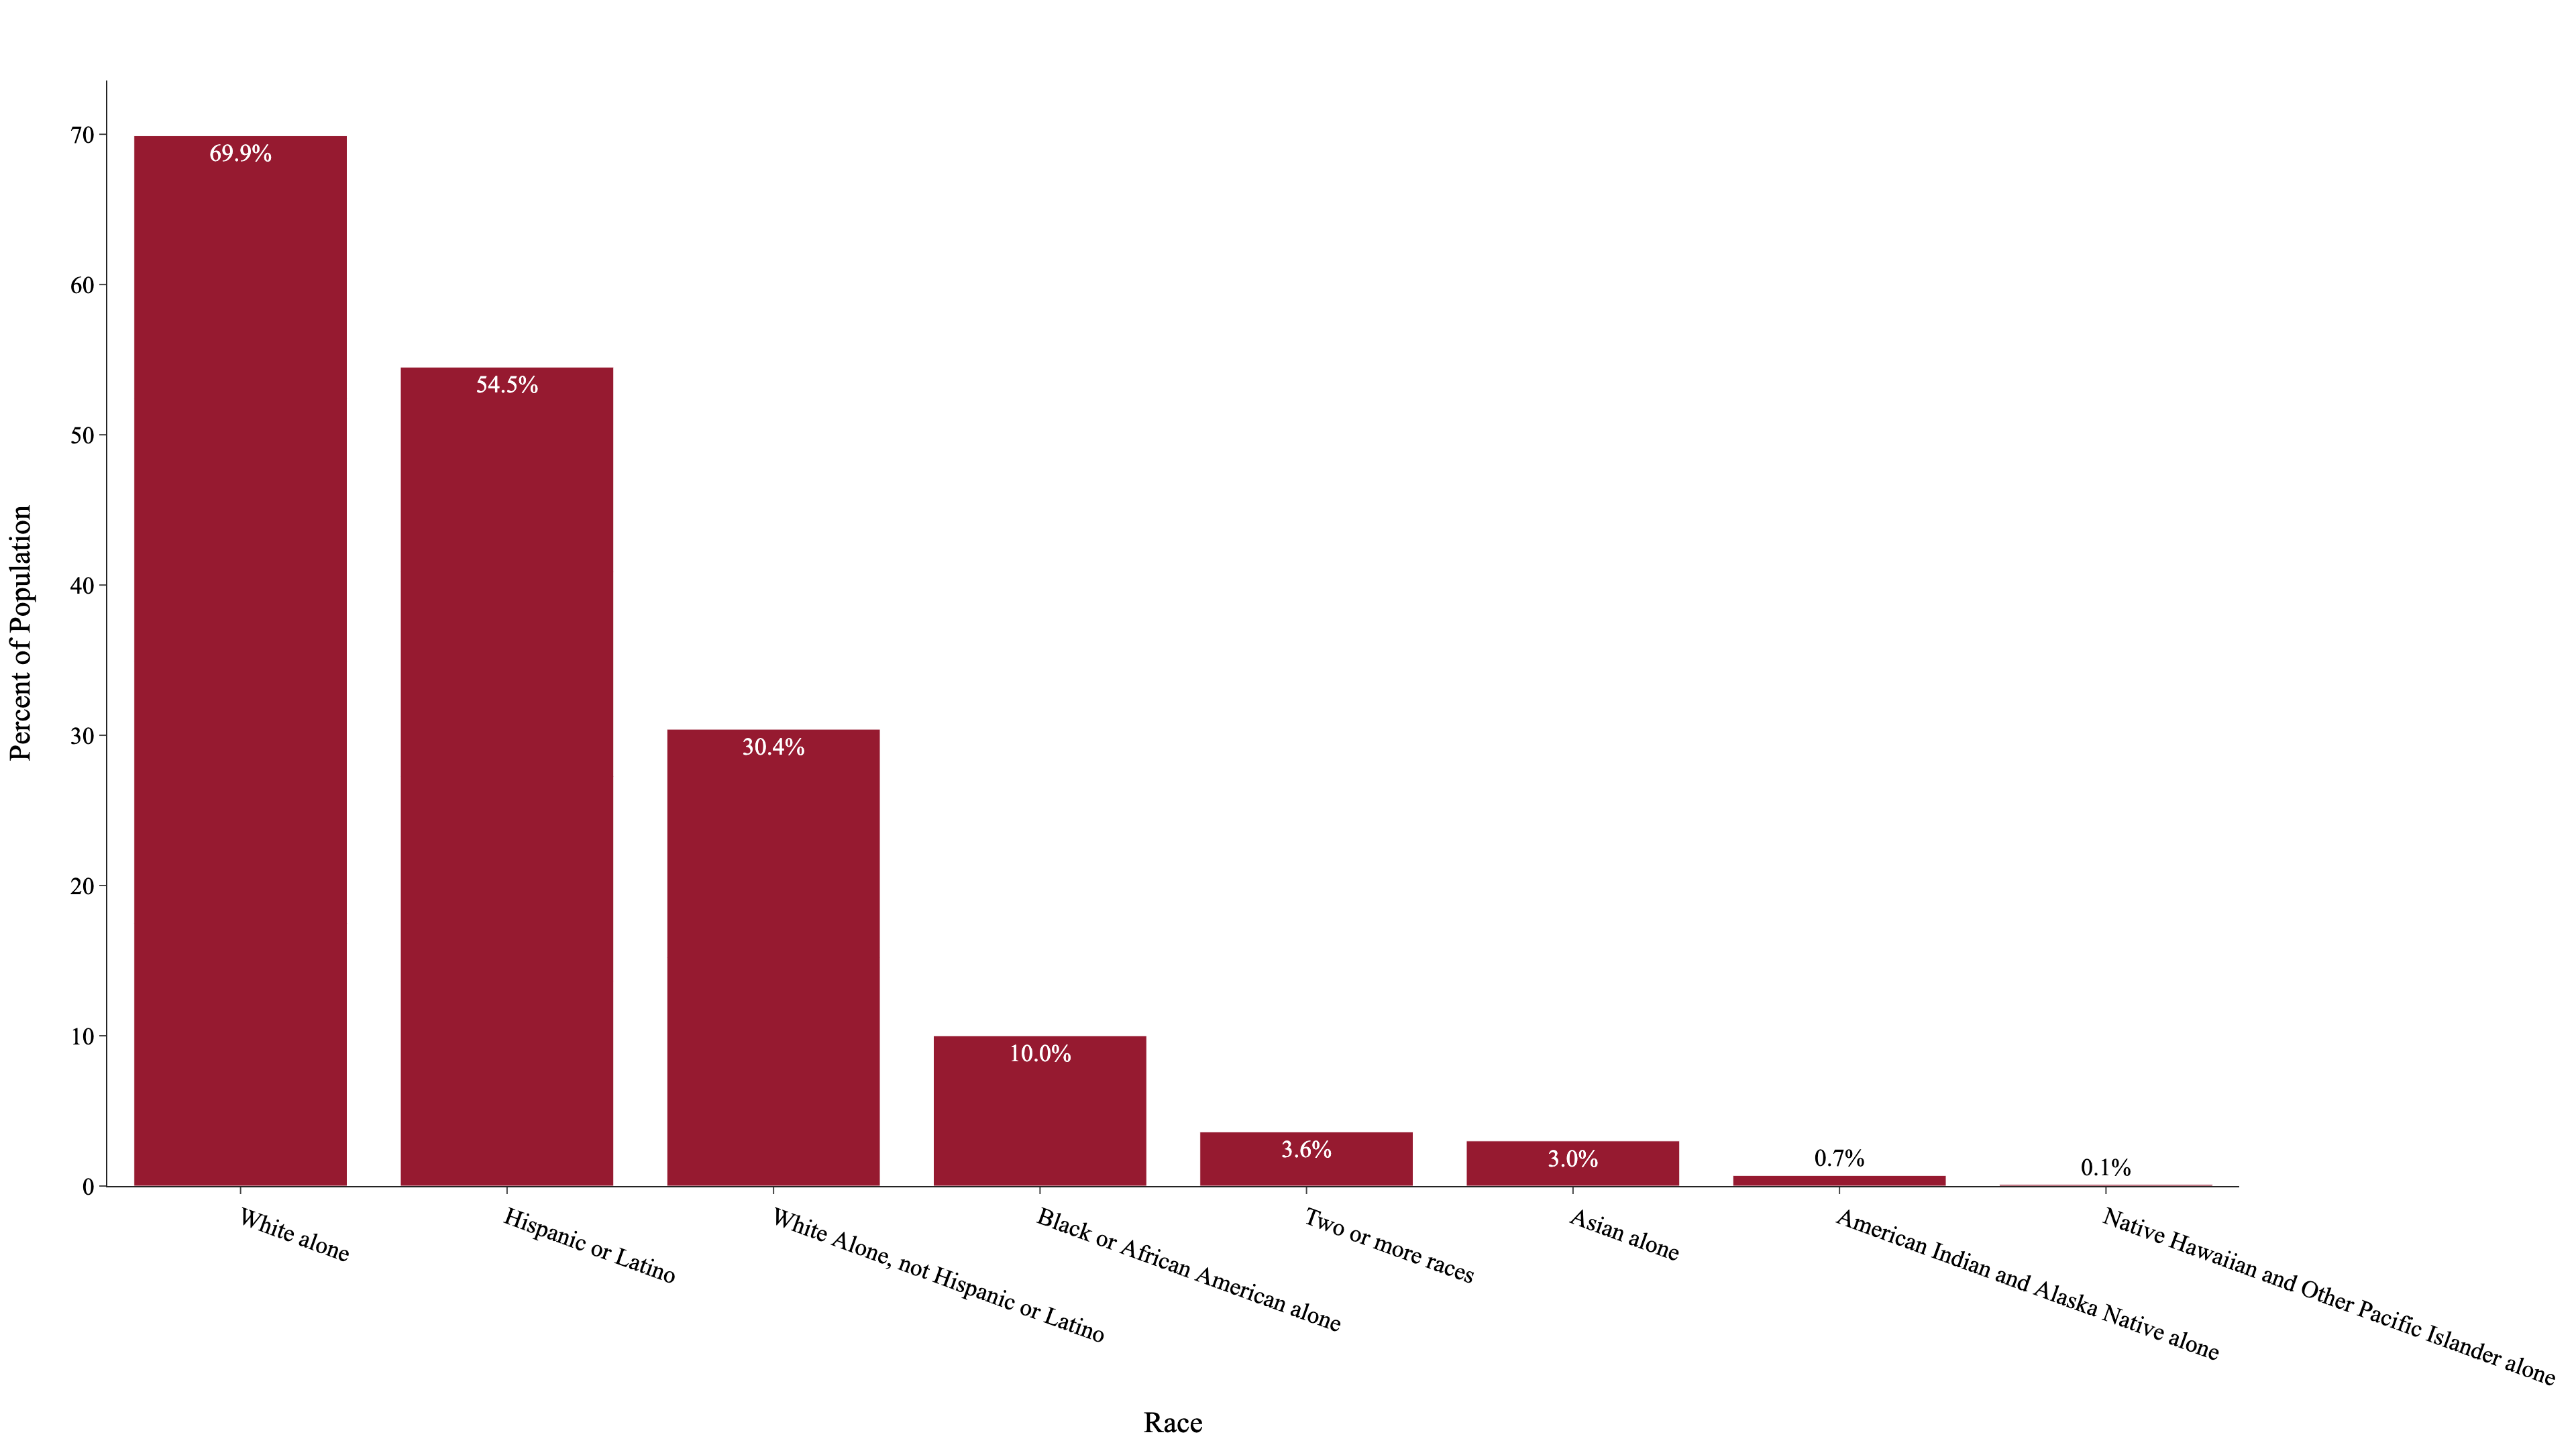 70
60
50
40
30
20
10
0
Percent of Population
69.9%
54.5%
30.4%
10.0%
3.6%
3.0%
0.7%
0.1%
White alone
Hispanic or Latino
White Alone, not Hispanic or Latino
Black or African American alone
Two or more races
Asian alone
American Indian and Alaska Native alone
Native Hawaiian and Other Pacific Islander alone
Race